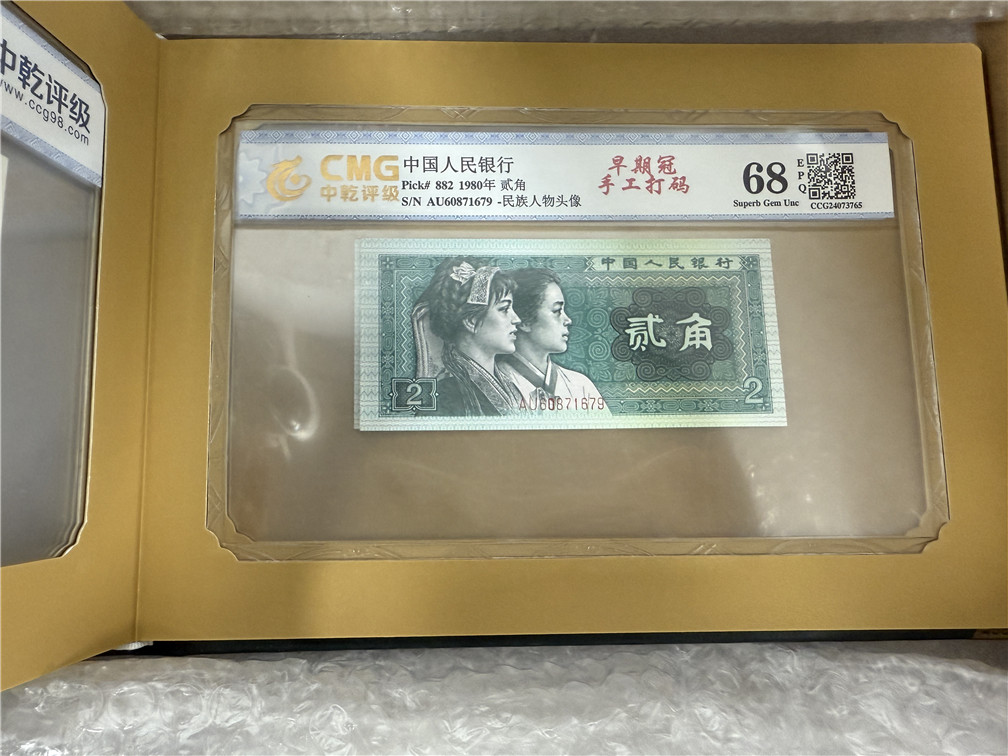 中乾评级
www.ccg98.com
CMG
中乾评级
中国人民银行
Pick# 882 1980年 贰角
S/N AU60871679 -民族人物头像
早期冠
手工打码
68
EPQ
Superb Gem Unc
CCG24073765
中国人民银行
贰角
2
AU60871679
2